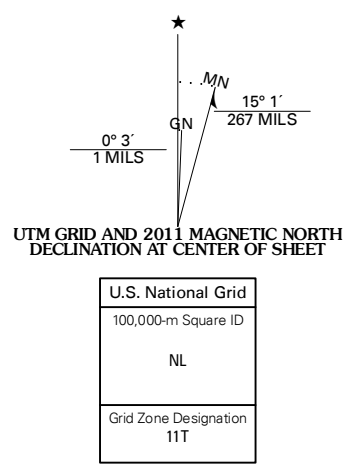 ★
MN
15° 1´
267 MILS
GN
0° 3´
1 MILS
UTM GRID AND 2011 MAGNETIC NORTH
DECLINATION AT CENTER OF SHEET
U.S. National Grid
100,000-m Square ID
NL
Grid Zone Designation
11T